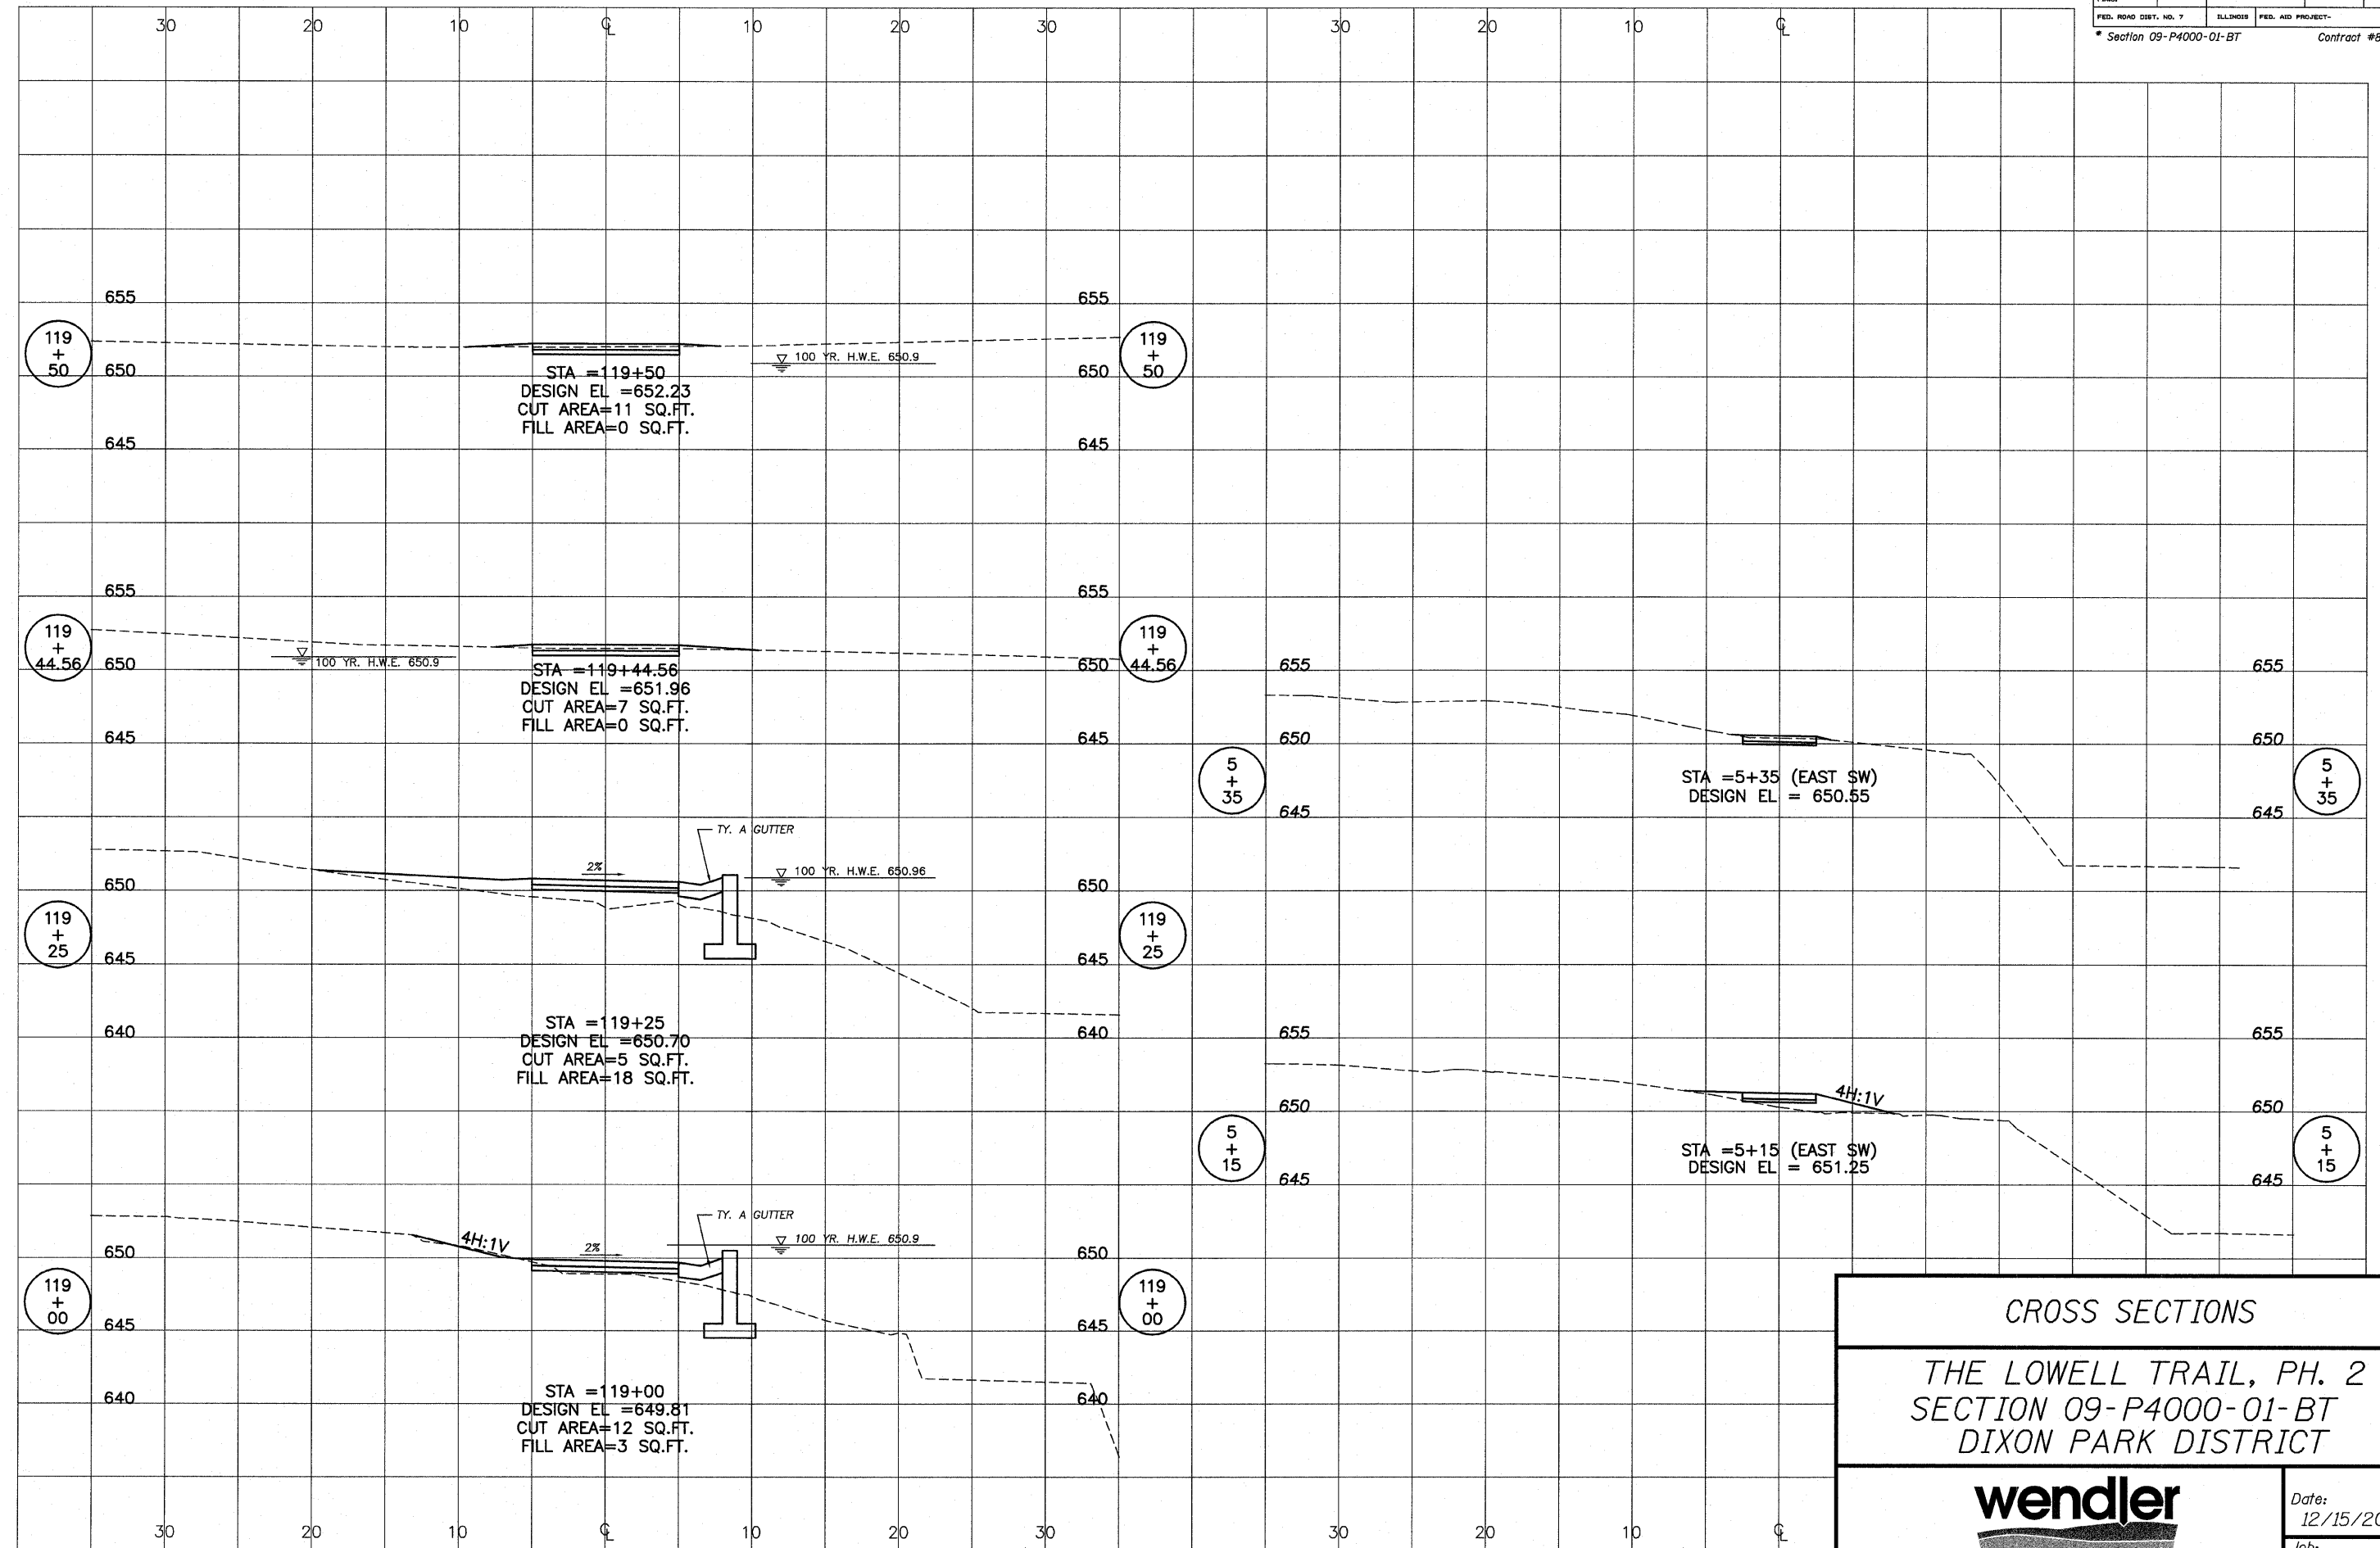 30 20 10 ℄ 10 20 30 30 20 10 ℄
FED. ROAD DIST. NO. 7 ILLINOIS FED. AID PROJECT-
* Section 09-P4000-01-BT Contract #8
655 655
119 + 50
650 650
119 + 50
100 YR. H.W.E. 650.9
STA =119+50
DESIGN EL =652.23
CUT AREA=11 SQ.FT.
FILL AREA=0 SQ.FT.
645 645
655 655
119 + 44.56
650 650
119 + 44.56
100 YR. H.W.E. 650.9
STA =119+44.56
DESIGN EL =651.96
CUT AREA=7 SQ.FT.
FILL AREA=0 SQ.FT.
645 645
TY. A GUTTER
2%
100 YR. H.W.E. 650.96
650 650
119 + 25
645 645
119 + 25
640 640
STA =119+25
DESIGN EL =650.70
CUT AREA=5 SQ.FT.
FILL AREA=18 SQ.FT.
TY. A GUTTER
4H:1V
2%
100 YR. H.W.E. 650.9
650 650
119 + 00
645 645
119 + 00
640 640
STA =119+00
DESIGN EL =649.81
CUT AREA=12 SQ.FT.
FILL AREA=3 SQ.FT.
30 20 10 ℄ 10 20 30 30 20 10 ℄
655 655
650 650
5 + 35
5 + 35
STA =5+35 (EAST SW)
DESIGN EL = 650.55
645 645
655 655
4H:1V
650 650
5 + 15
5 + 15
STA =5+15 (EAST SW)
DESIGN EL = 651.25
645 645
CROSS SECTIONS
THE LOWELL TRAIL, PH. 2
SECTION 09-P4000-01-BT
DIXON PARK DISTRICT
wendler
Date:
12/15/20